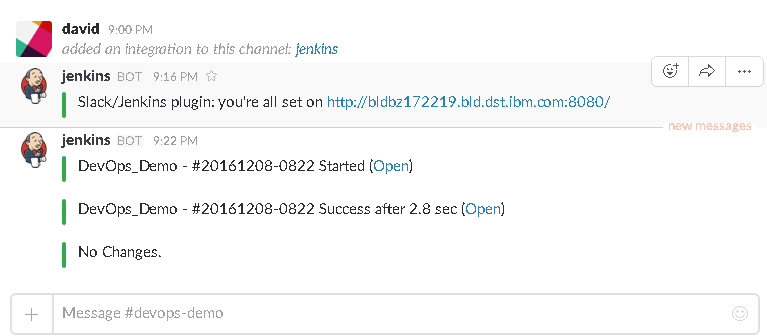 david 9:00 PM
added an integration to this channel: jenkins
jenkins BOT 9:16 PM
Slack/Jenkins plugin: you're all set on http://bldbz172219.bld.dst.ibm.com:8080/
new messages
jenkins BOT 9:22 PM
DevOps_Demo - #20161208-0822 Started (Open)
DevOps_Demo - #20161208-0822 Success after 2.8 sec (Open)
No Changes.
Message #devops-demo